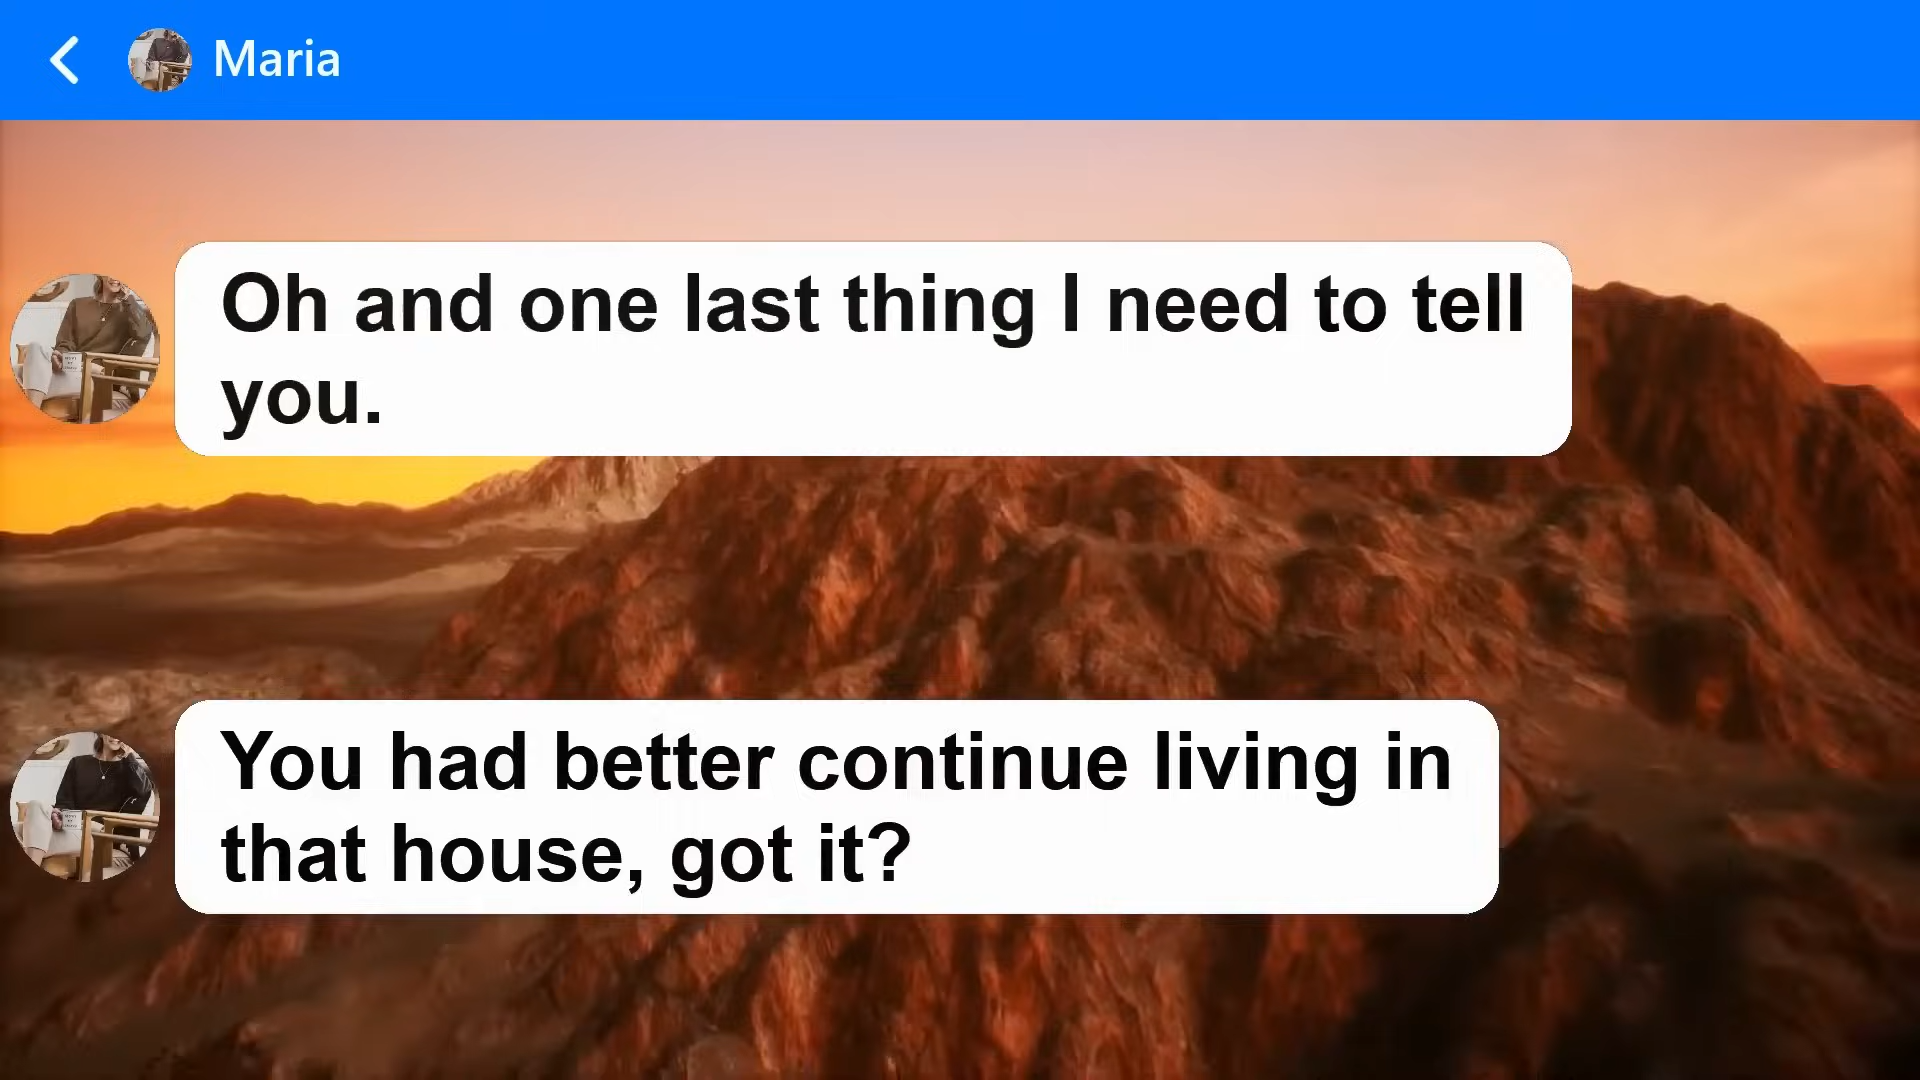 Maria
Oh and one last thing I need to tell
you.
You had better continue living in
that house, got it?